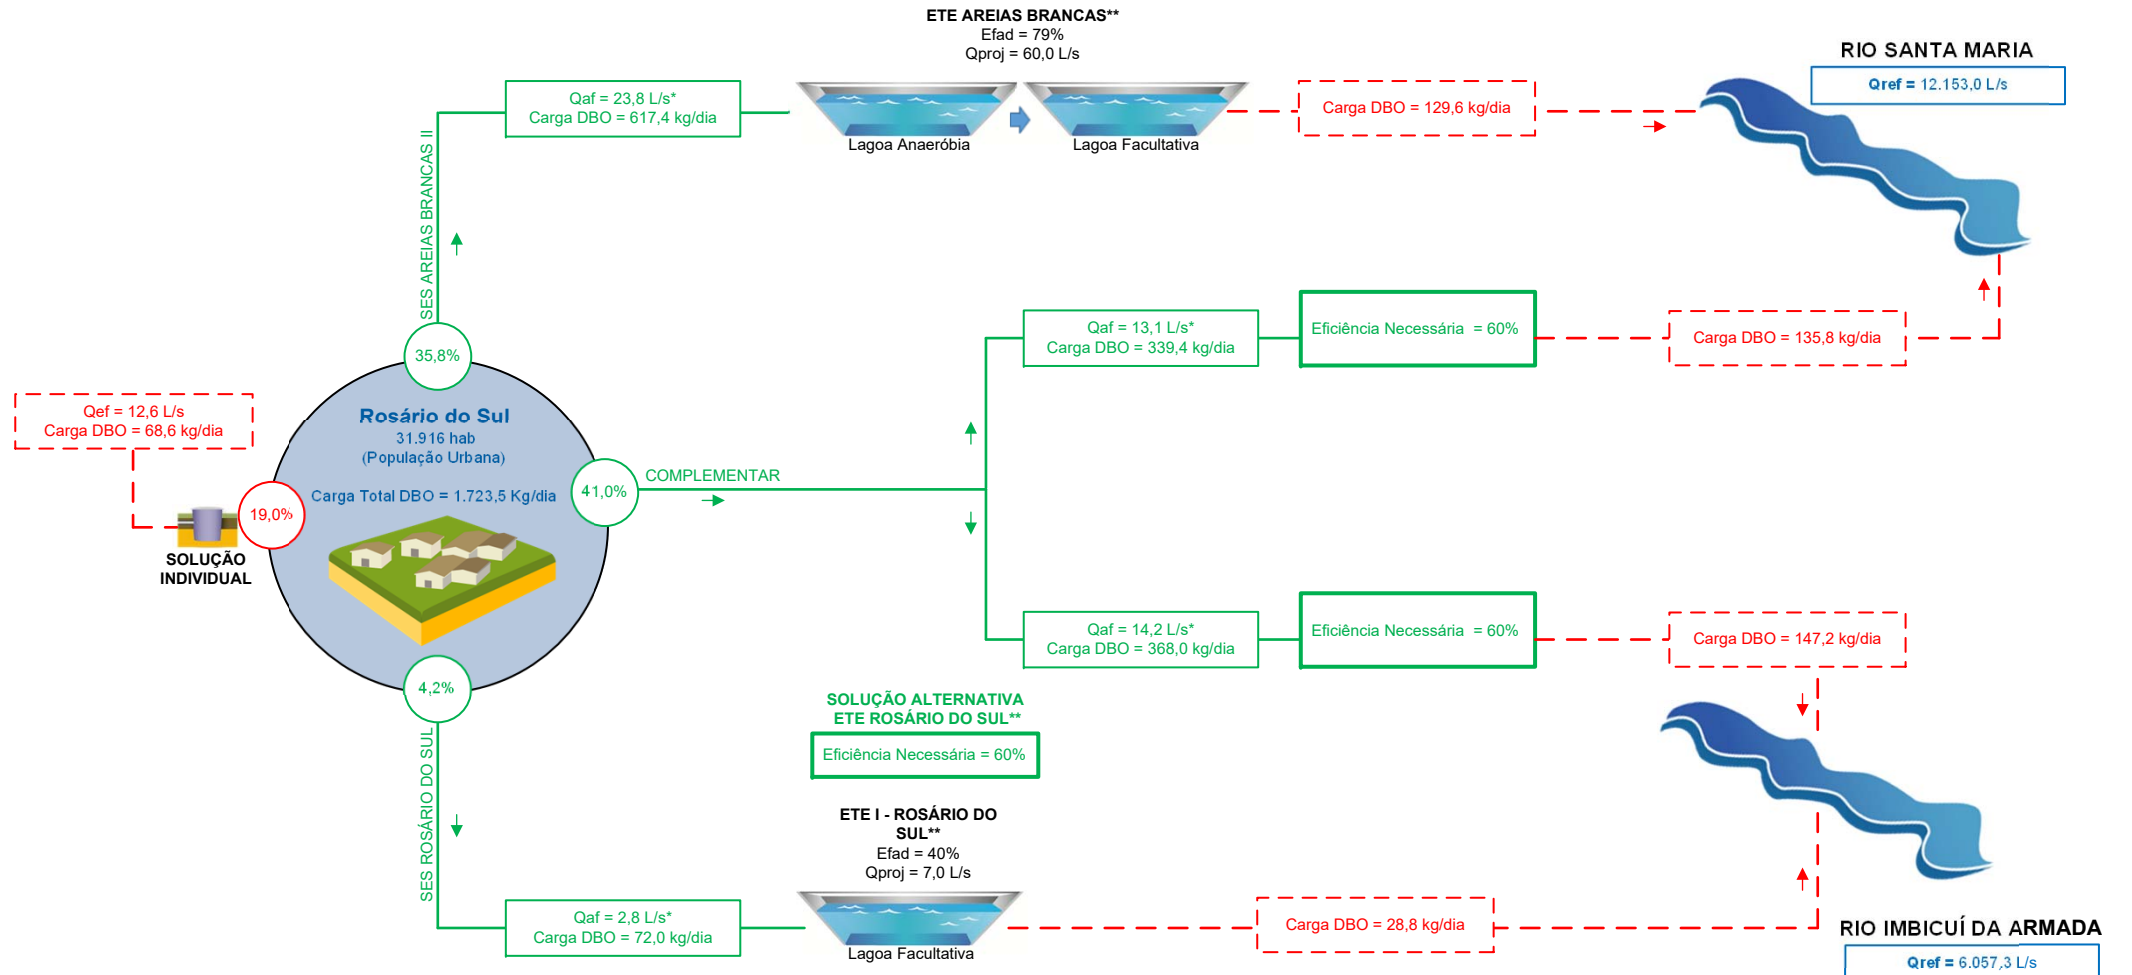 ETE AREIAS BRANCAS**
Efad = 79%
Qproj = 60,0 L/s
RIO SANTA MARIA
Qref = 12.153,0 L/s
Qaf = 23,8 L/s*
Carga DBO = 617,4 kg/dia
Lagoa Anaeróbia
Lagoa Facultativa
Carga DBO = 129,6 kg/dia
SES AREIAS BRANCAS II
35,8%
Qaf = 13,1 L/s*
Carga DBO = 339,4 kg/dia
Eficiência Necessária = 60%
Carga DBO = 135,8 kg/dia
Qef = 12,6 L/s
Carga DBO = 68,6 kg/dia
19,0%
SOLUÇÃO
INDIVIDUAL
Rosário do Sul
31.916 hab
(População Urbana)
Carga Total DBO = 1.723,5 Kg/dia
41,0%
COMPLEMENTAR
Qaf = 14,2 L/s*
Carga DBO = 368,0 kg/dia
Eficiência Necessária = 60%
Carga DBO = 147,2 kg/dia
4,2%
SES ROSÁRIO DO SUL
SOLUÇÃO ALTERNATIVA
ETE ROSÁRIO DO SUL**
Eficiência Necessária = 60%
ETE I - ROSÁRIO DO
SUL**
Efad = 40%
Qproj = 7,0 L/s
Qaf = 2,8 L/s*
Carga DBO = 72,0 kg/dia
Lagoa Facultativa
Carga DBO = 28,8 kg/dia
RIO IMBICUÍ DA ARMADA
Qref = 6.057,3 L/s